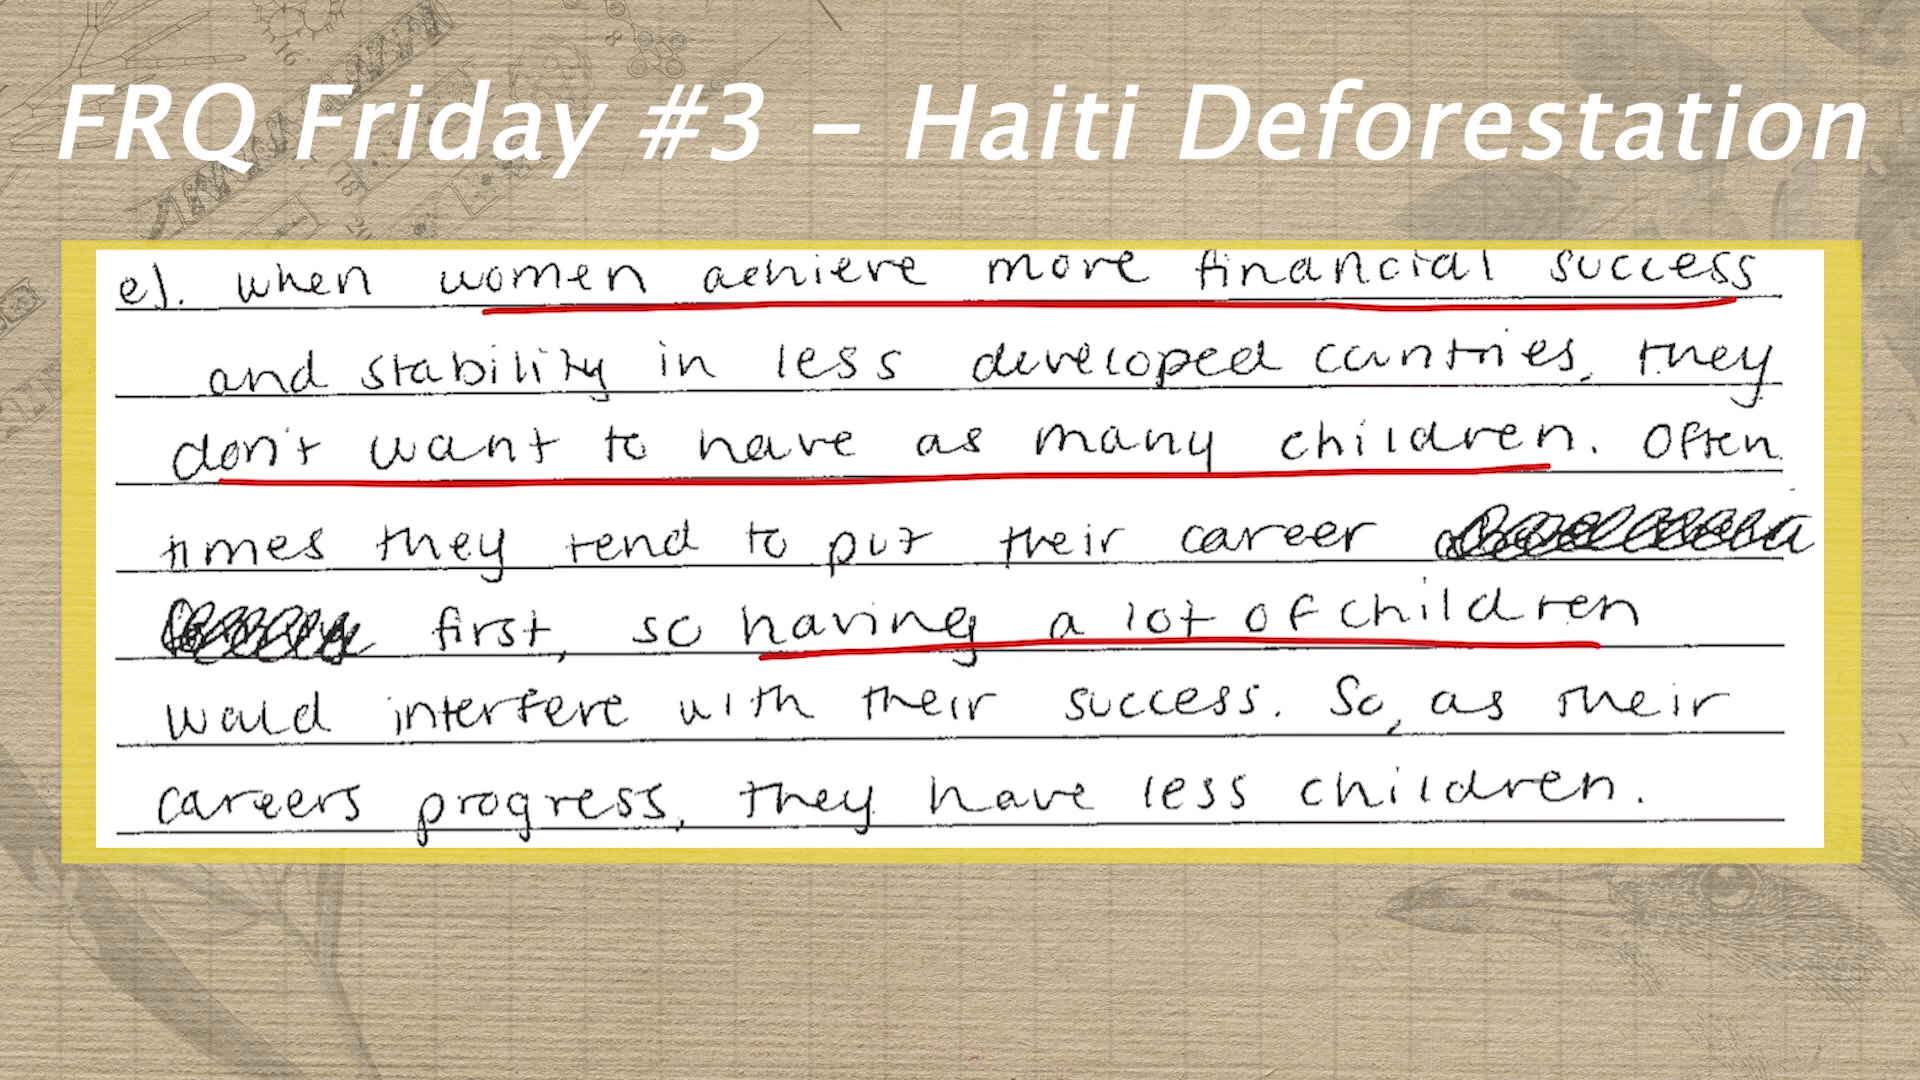 FRQ Friday #3 – Haiti Deforestation
e). when women achieve more financial success
and stability in less developed countries, they
don't want to have as many children. Often
times they tend to put their career
first, so having a lot of children
would interfere with their success. So, as their
careers progress, they have less children.